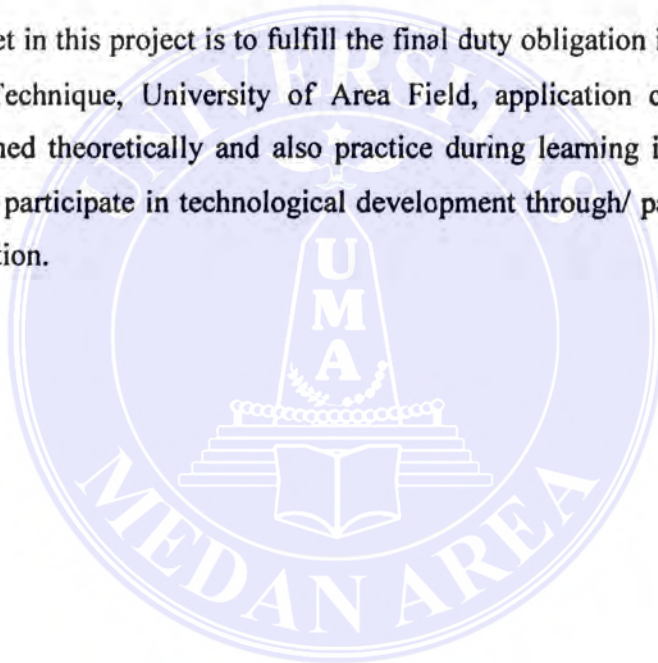 et in this project is to fulfill the final duty obligation i
Technique, University of Area Field, application c
ned theoretically and also practice during learning i
participate in technological development through/ pa
tion.
UNIVERSITAS
U
M
A
MEDAN AREA